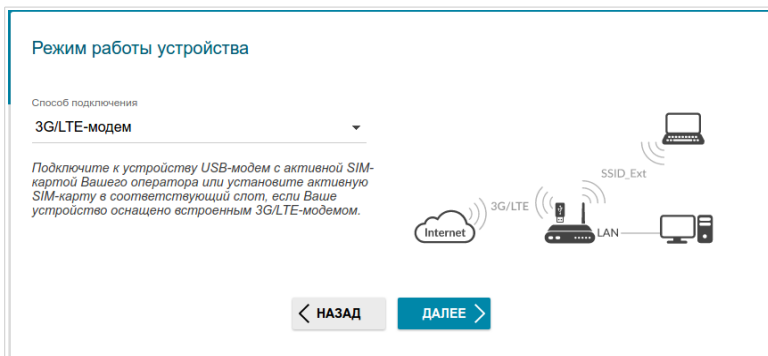 Режим работы устройства
Способ подключения
3G/LTE-модем
Подключите к устройству USB-модем с активной SIM-
картой Вашего оператора или установите активную
SIM-карту в соответствующий слот, если Ваше
устройство оснащено встроенным 3G/LTE-модемом.
SSID_Ext
3G/LTE
Internet
LAN
НАЗАД
ДАЛЕЕ